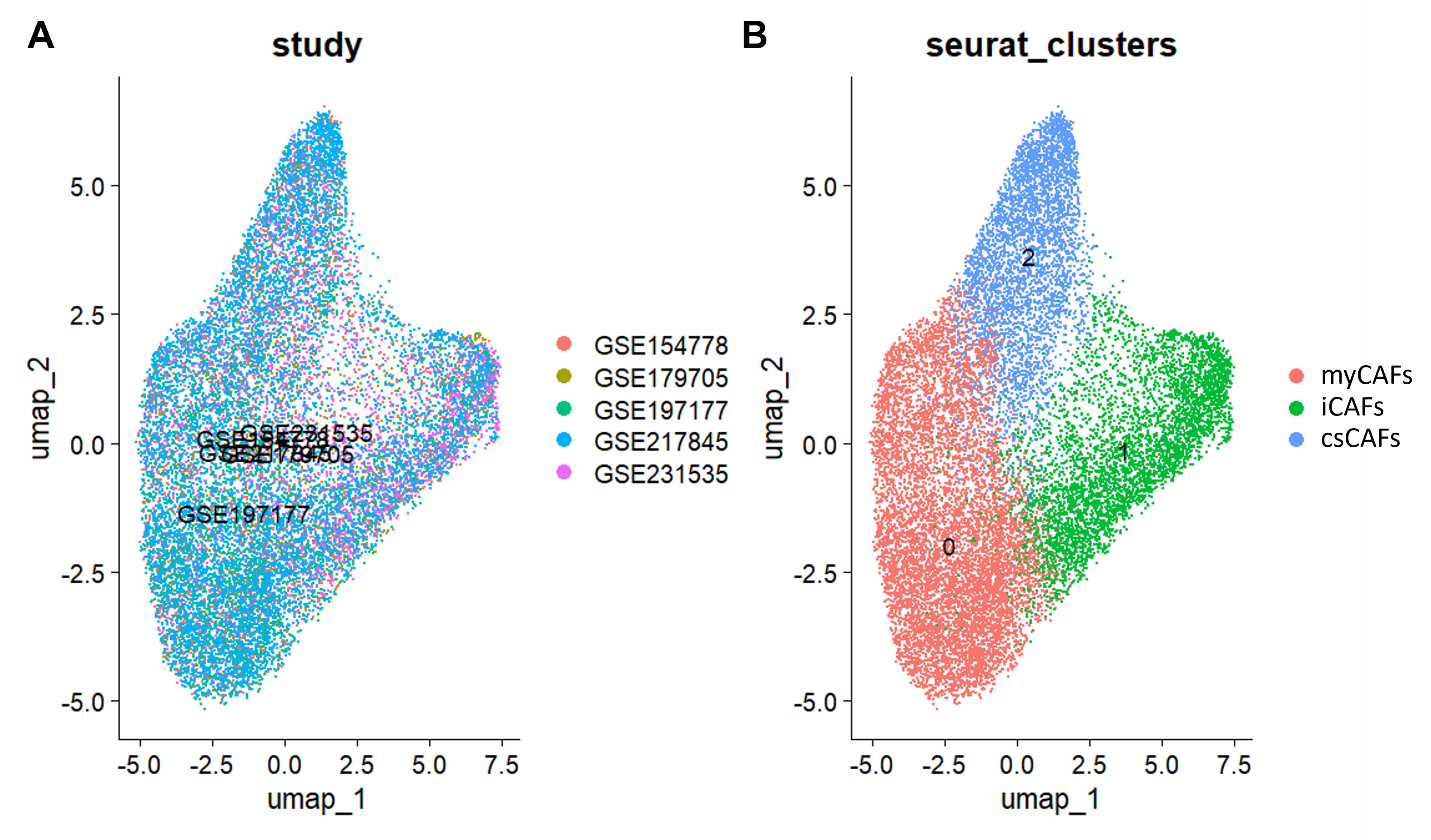 A
study
5.0
2.5
0.0
-2.5
-5.0
umap_2
GSE231535
GSE197177
-5.0 -2.5 0.0 2.5 5.0 7.5
umap_1
GSE154778
GSE179705
GSE197177
GSE217845
GSE231535
B
seurat_clusters
5.0
2.5
0.0
-2.5
-5.0
umap_2
2
1
0
-5.0 -2.5 0.0 2.5 5.0 7.5
umap_1
myCAFs
iCAFs
csCAFs